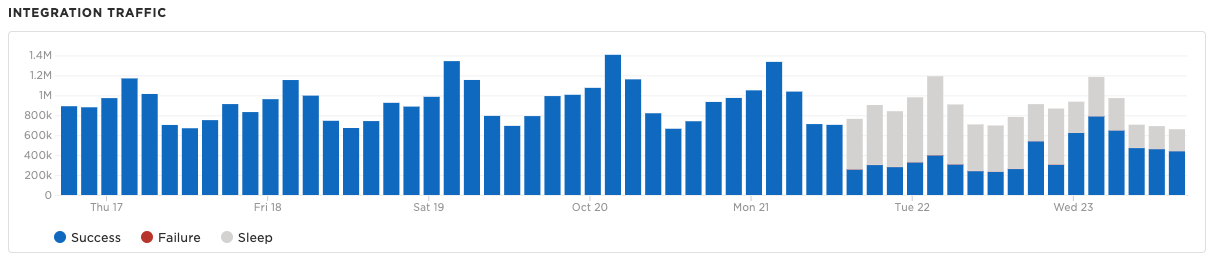 INTEGRATION TRAFFIC
1.4M
1.2M
1M
800k
600k
400k
200k
0
Thu 17 Fri 18 Sat 19 Oct 20 Mon 21 Tue 22 Wed 23
Success Failure Sleep